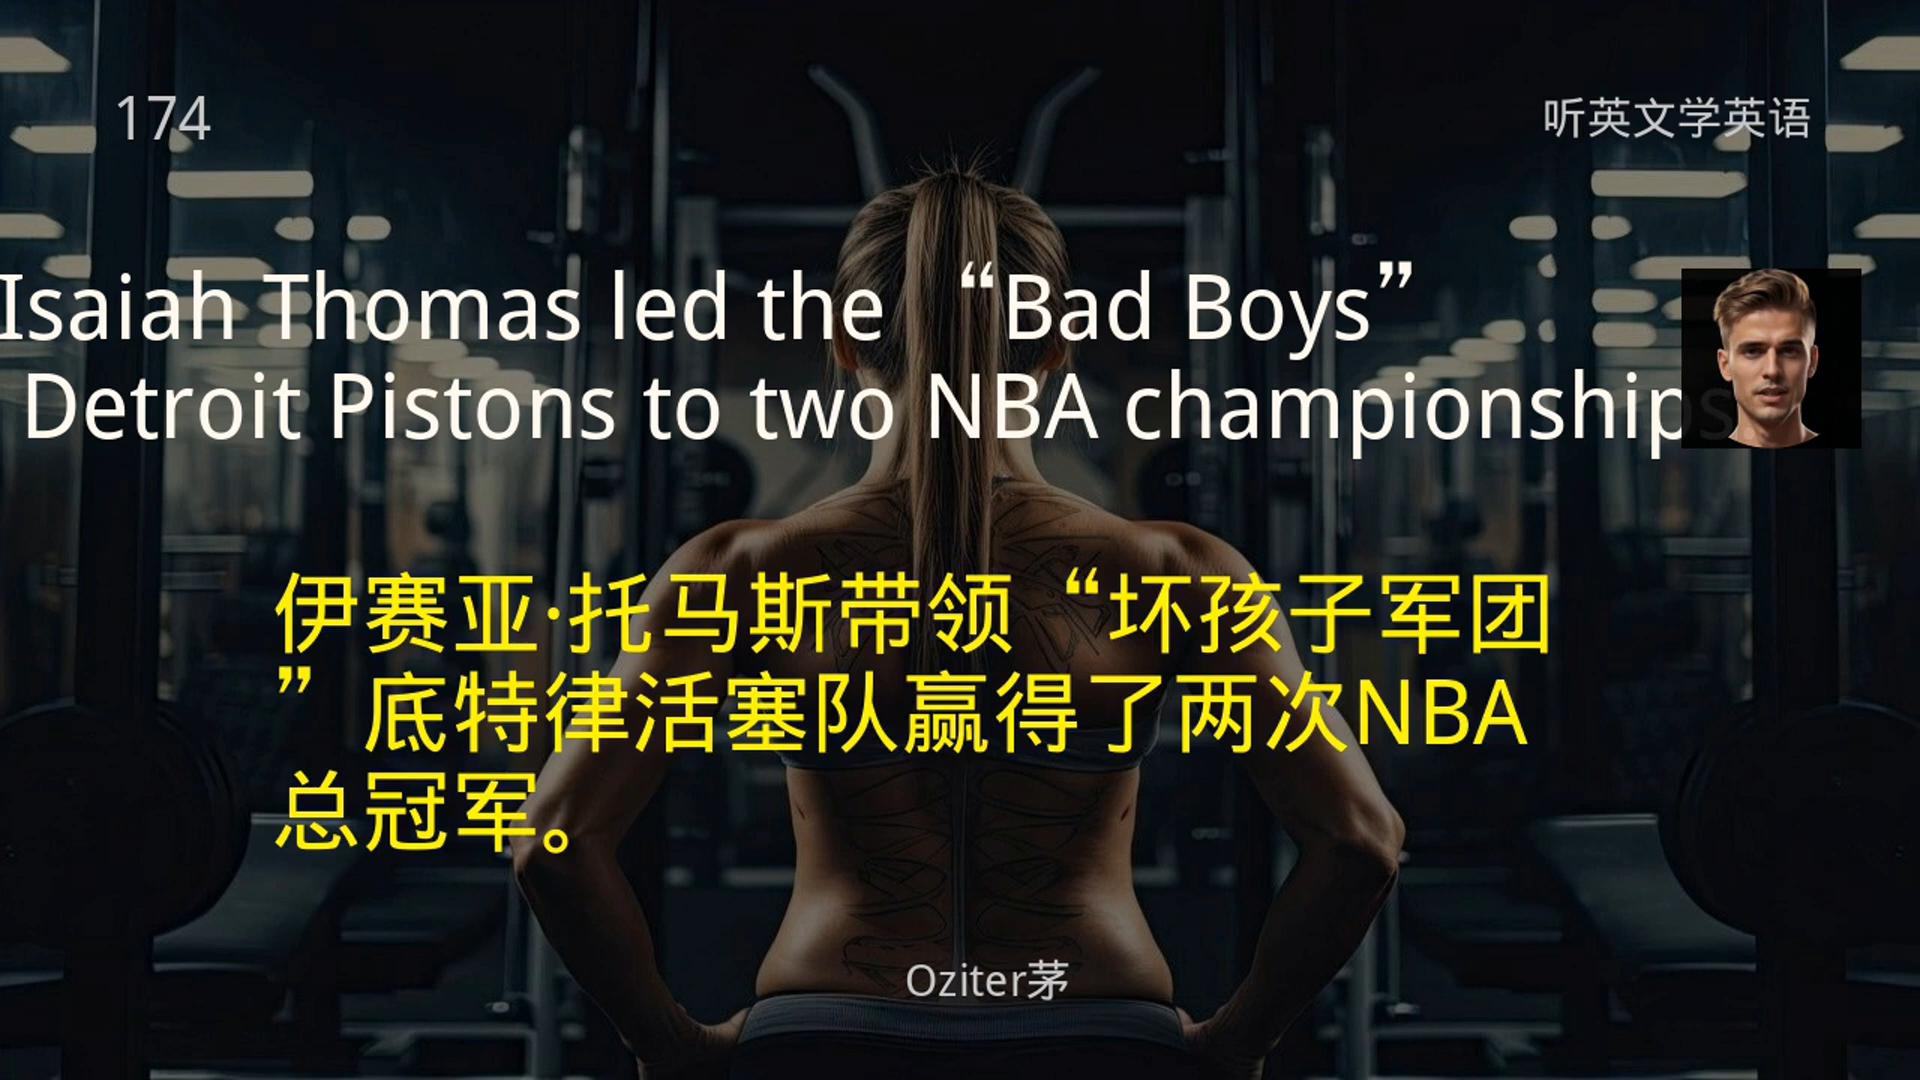 174
听英文学英语
Isaiah Thomas led the “Bad Boys”
Detroit Pistons to two NBA championships
伊赛亚·托马斯带领“坏孩子军团
”底特律活塞队赢得了两次NBA
总冠军。
Oziter茅